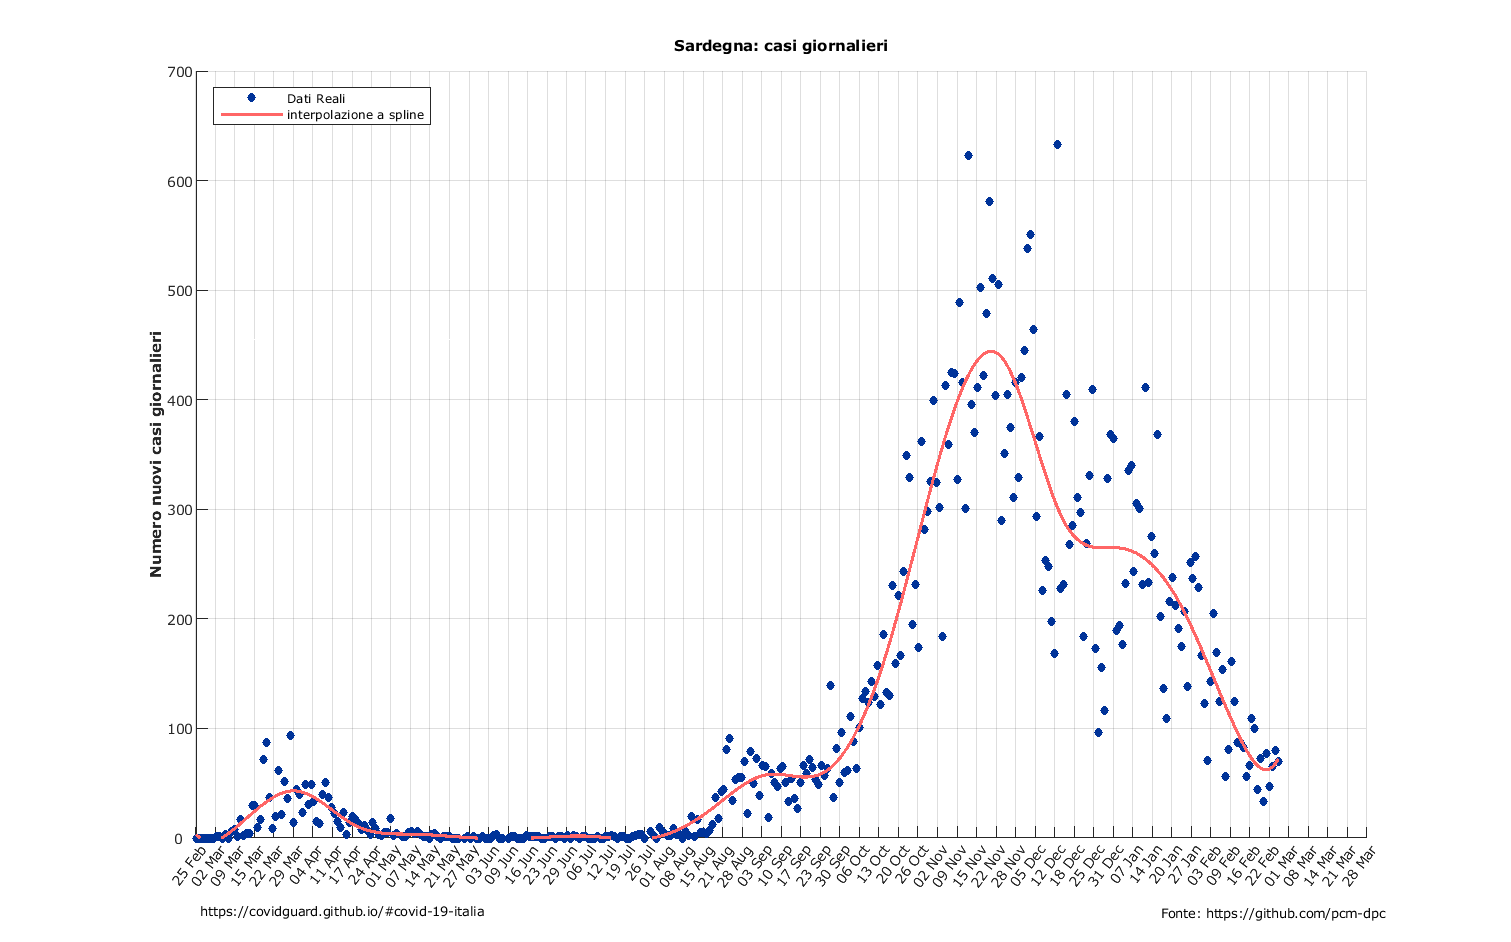 Sardegna: casi giornalieri
Dati Reali
interpolazione a spline
Numero nuovi casi giornalieri
700
600
500
400
300
200
100
0
25 Feb
02 Mar
09 Mar
15 Mar
22 Mar
29 Mar
04 Apr
11 Apr
17 Apr
24 Apr
01 May
07 May
14 May
21 May
27 May
03 Jun
09 Jun
16 Jun
23 Jun
29 Jun
06 Jul
12 Jul
19 Jul
26 Jul
01 Aug
08 Aug
15 Aug
21 Aug
28 Aug
03 Sep
10 Sep
17 Sep
23 Sep
30 Sep
06 Oct
13 Oct
20 Oct
26 Oct
02 Nov
09 Nov
15 Nov
22 Nov
28 Nov
05 Dec
12 Dec
18 Dec
25 Dec
31 Dec
07 Jan
14 Jan
20 Jan
27 Jan
03 Feb
09 Feb
16 Feb
22 Feb
01 Mar
08 Mar
14 Mar
21 Mar
28 Mar
https://covidguard.github.io/#covid-19-italia
Fonte: https://github.com/pcm-dpc